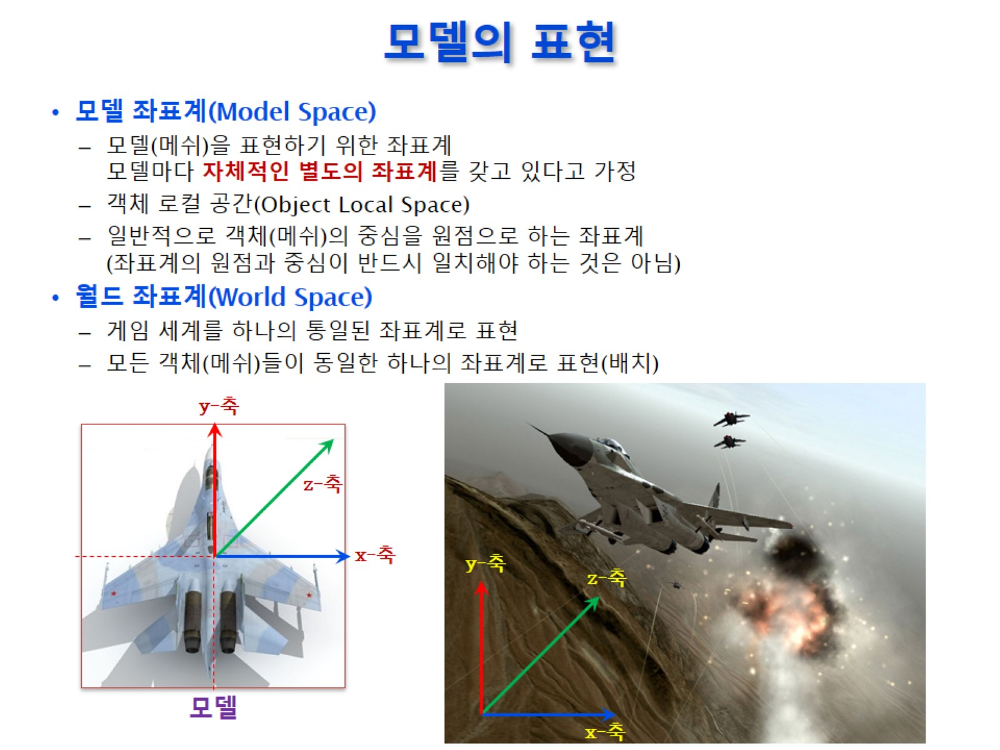 모델의 표현
• 모델 좌표계(Model Space)
– 모델(메쉬)을 표현하기 위한 좌표계
모델마다 자체적인 별도의 좌표계를 갖고 있다고 가정
– 객체 로컬 공간(Object Local Space)
– 일반적으로 객체(메쉬)의 중심을 원점으로 하는 좌표계
(좌표계의 원점과 중심이 반드시 일치해야 하는 것은 아님)
• 월드 좌표계(World Space)
– 게임 세계를 하나의 통일된 좌표계로 표현
– 모든 객체(메쉬)들이 동일한 하나의 좌표계로 표현(배치)
y-축
z-축
x-축
모델
y-축
z-축
x-축